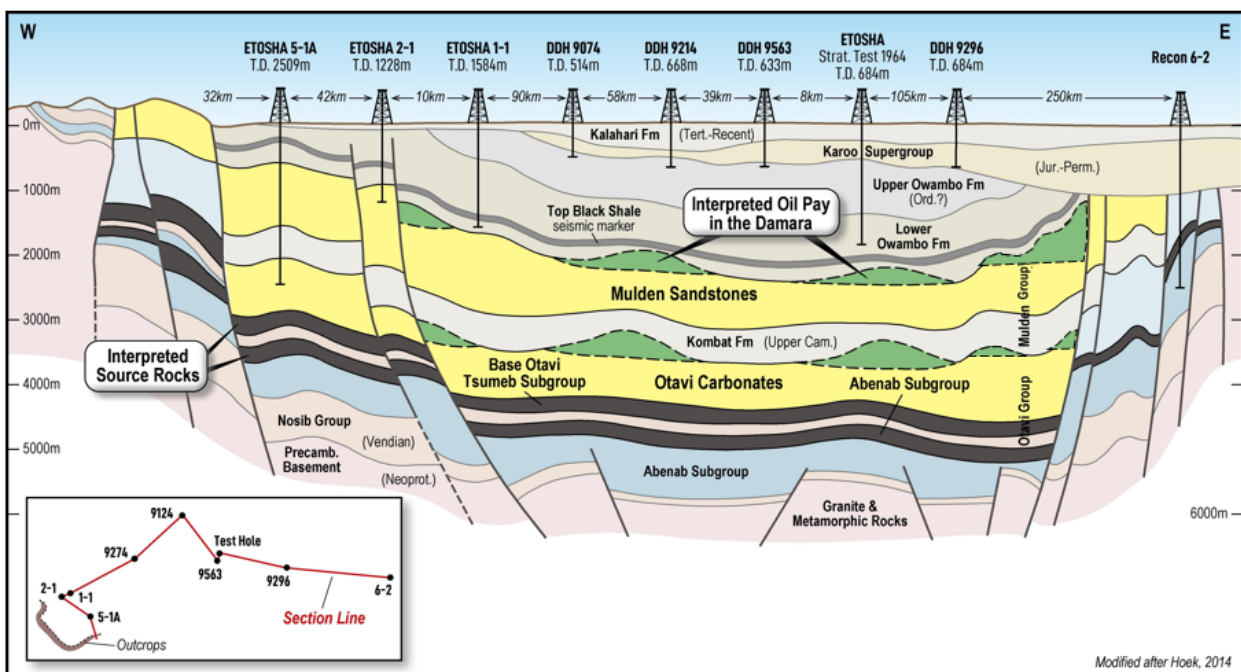 W
E
ETOSHA 5-1A
T.D. 2509m
ETOSHA 2-1
T.D. 1228m
ETOSHA 1-1
T.D. 1584m
DDH 9074
T.D. 514m
DDH 9214
T.D. 668m
DDH 9563
T.D. 633m
ETOSHA
Strat. Test 1964
T.D. 684m
DDH 9296
T.D. 684m
Recon 6-2
32km
42km
10km
90km
58km
39km
8km
105km
250km
0m
1000m
2000m
3000m
4000m
5000m
6000m
Kalahari Fm
(Tert.-Recent)
Karoo Supergroup
(Jur.-Perm.)
Upper Owambo Fm
(Ord.?)
Interpreted Oil Pay
in the Damara
Top Black Shale
seismic marker
Lower
Owambo Fm
Mulden Sandstones
Mulden Group
Kombat Fm
(Upper Cam.)
Interpreted
Source Rocks
Base Otavi
Tsumeb Subgroup
Otavi Carbonates
Abenab Subgroup
Otavi Group
Nosib Group
(Vendian)
Precamb.
Basement
(Neoprot.)
Abenab Subgroup
Granite &
Metamorphic Rocks
9124
9274
Test Hole
9563
9296
6-2
2-1
1-1
5-1A
Section Line
Outcrops
Modified after Hoek, 2014